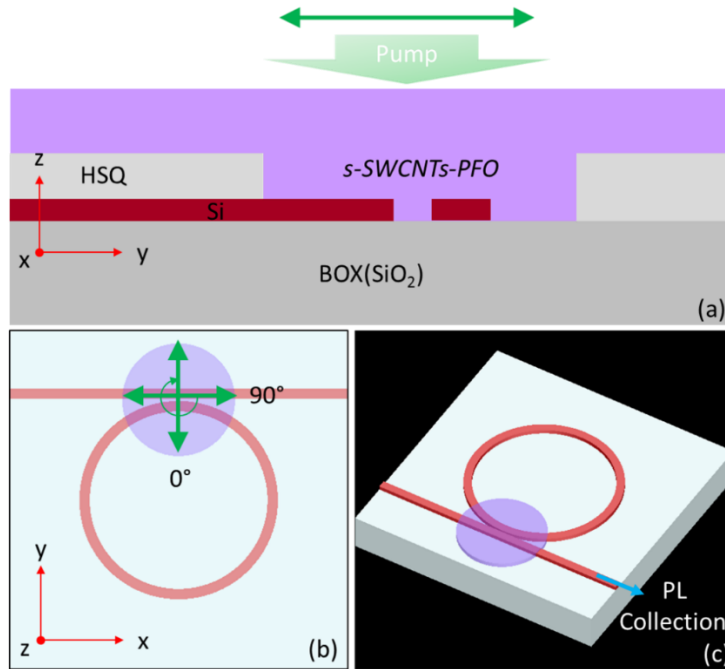 Pump
z
HSQ
s-SWCNTs-PFO
Si
x
y
BOX(SiO₂)
(a)
90°
0°
y
z
x
(b)
PL
Collection
(c)